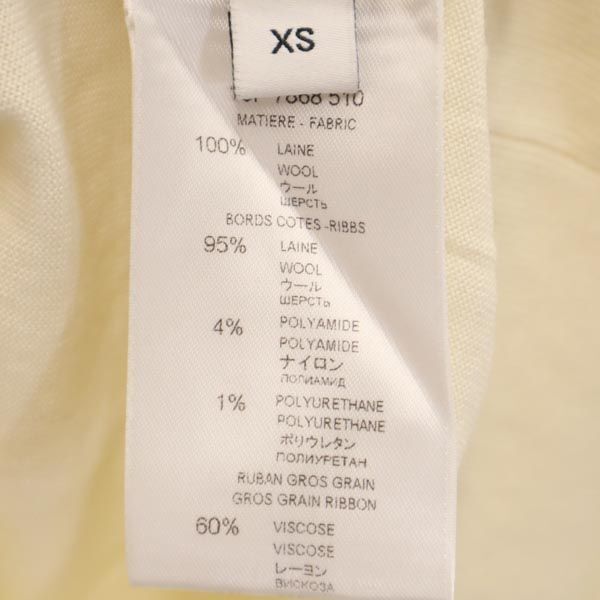 XS
7868 510
MATIERE - FABRIC
100% LAINE
WOOL
ウール
ШЕРСТЬ
BORDS COTES -RIBBS
95% LAINE
WOOL
ウール
ШЕРСТЬ
4% POLYAMIDE
POLYAMIDE
ナイロン
ПОЛИАМИД
1% POLYURETHANE
POLYURETHANE
ポリウレタン
ПОЛИУРЕТАН
RUBAN GROS GRAIN
GROS GRAIN RIBBON
60% VISCOSE
VISCOSE
レーヨン
ВИСКОЗА